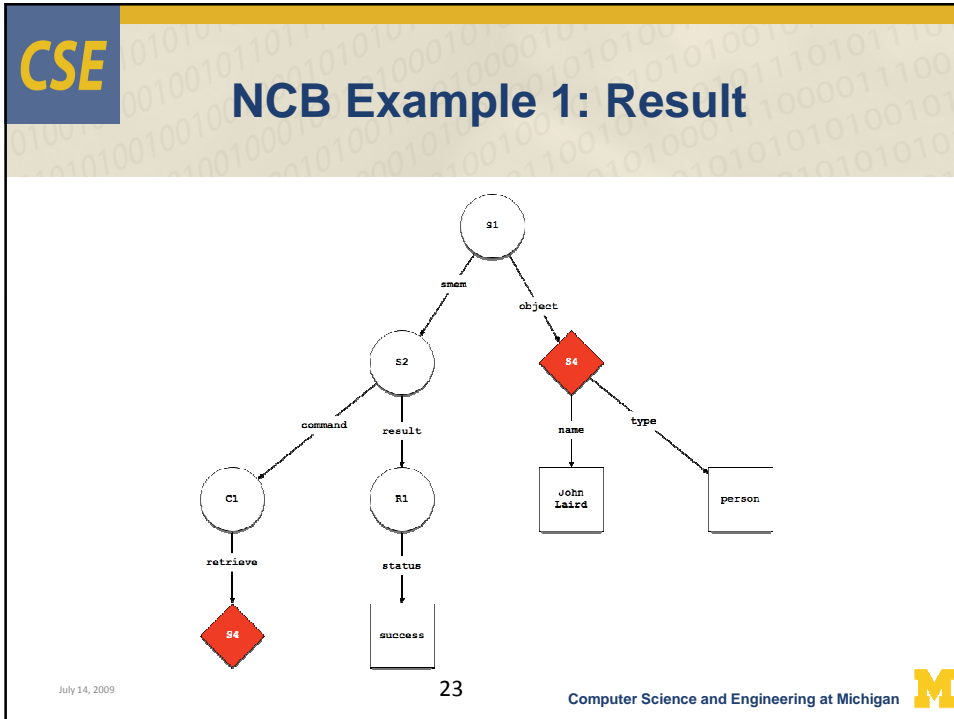 CSE
NCB Example 1: Result
S1
smem
object
S2
S4
command
result
name
type
C1
R1
John
Laird
person
retrieve
status
S4
success
July 14, 2009
23
Computer Science and Engineering at Michigan
M